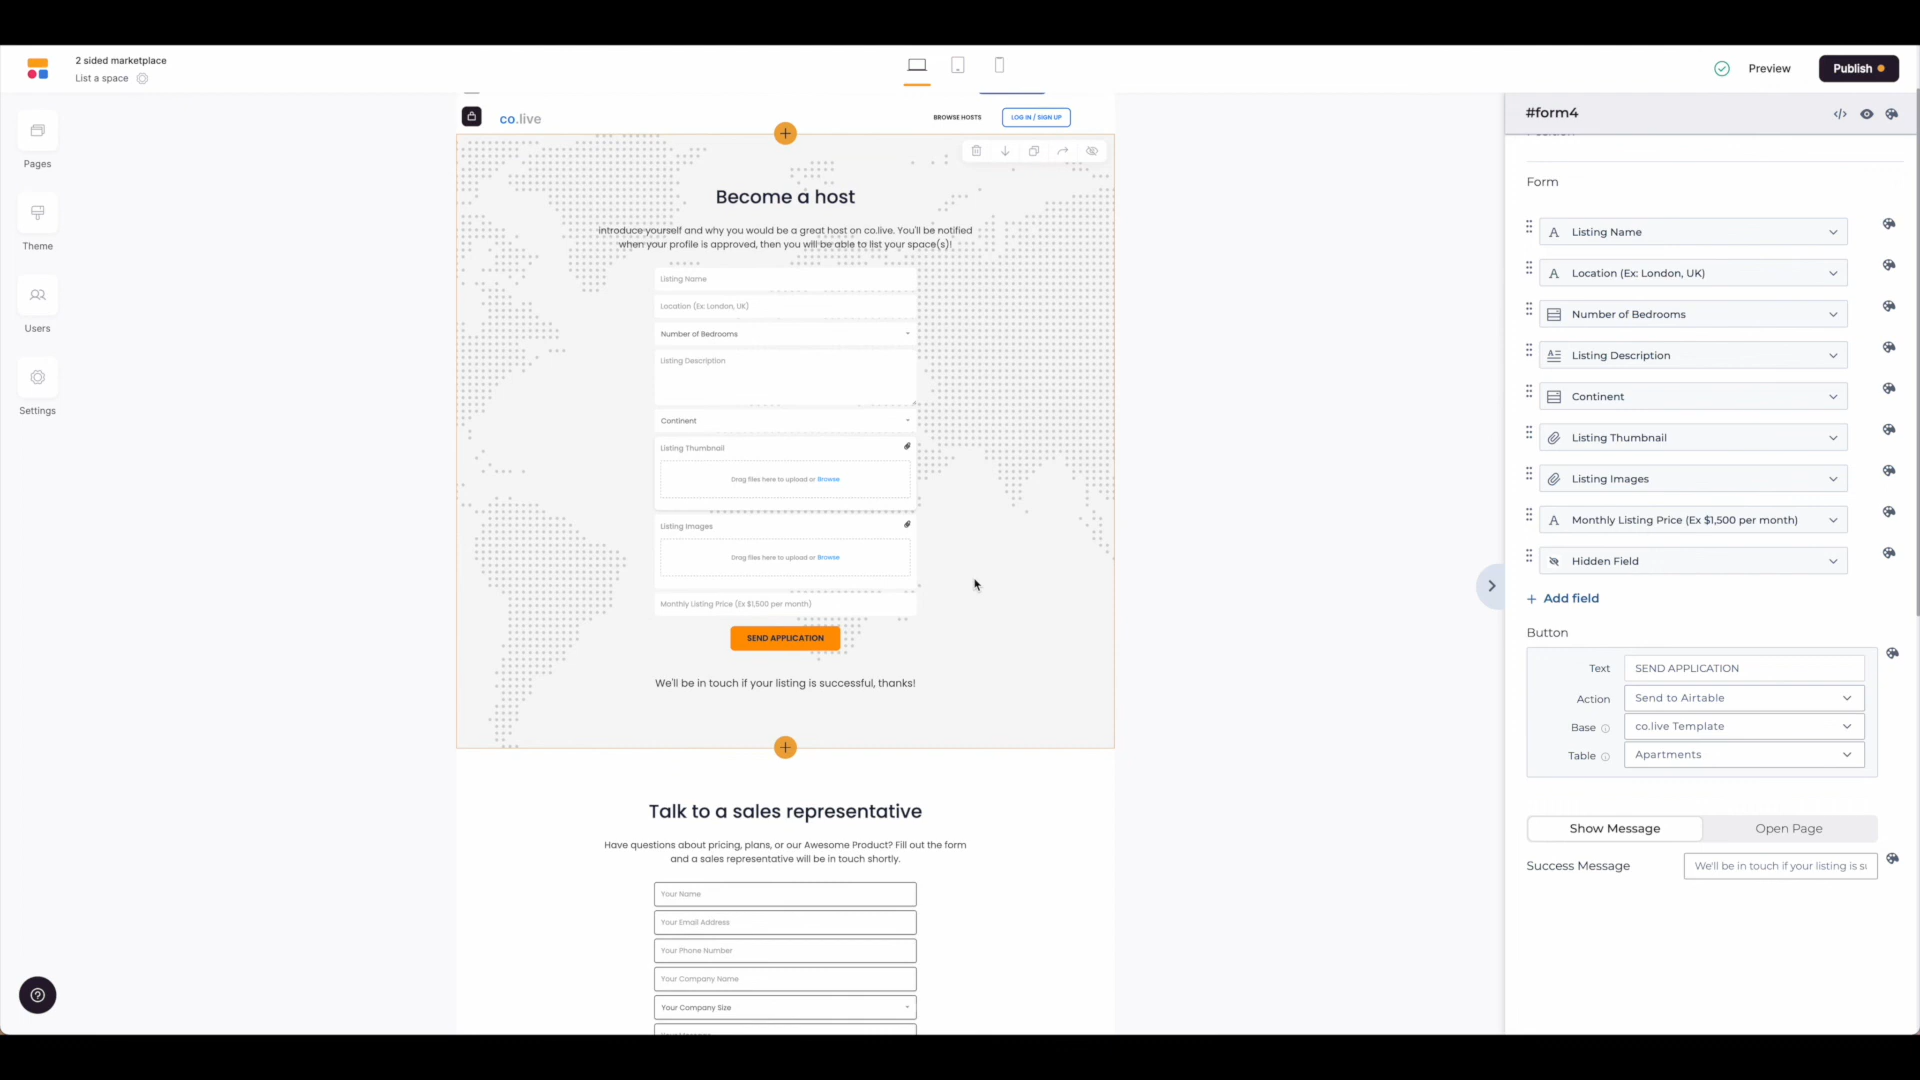 2 sided marketplace
List a space
Preview
Publish
Pages
Theme
Users
Settings
co.live
BROWSE HOSTS
LOG IN / SIGN UP
Become a host
introduce yourself and why you would be a great host on co.live. You'll be notified
when your profile is approved, then you will be able to list your space(s)!
Listing Name
Location (Ex: London, UK)
Number of Bedrooms
Listing Description
Continent
Listing Thumbnail
Drag files here to upload or Browse
Listing Images
Drag files here to upload or Browse
Monthly Listing Price (Ex $1,500 per month)
SEND APPLICATION
We'll be in touch if your listing is successful, thanks!
Talk to a sales representative
Have questions about pricing, plans, or our Awesome Product? Fill out the form
and a sales representative will be in touch shortly.
Your Name
Your Email Address
Your Phone Number
Your Company Name
Your Company Size
#form4
Form
Listing Name
Location (Ex: London, UK)
Number of Bedrooms
Listing Description
Continent
Listing Thumbnail
Listing Images
Monthly Listing Price (Ex $1,500 per month)
Hidden Field
+ Add field
Button
Text SEND APPLICATION
Action Send to Airtable
Base co.live Template
Table Apartments
Show Message Open Page
Success Message We'll be in touch if your listing is